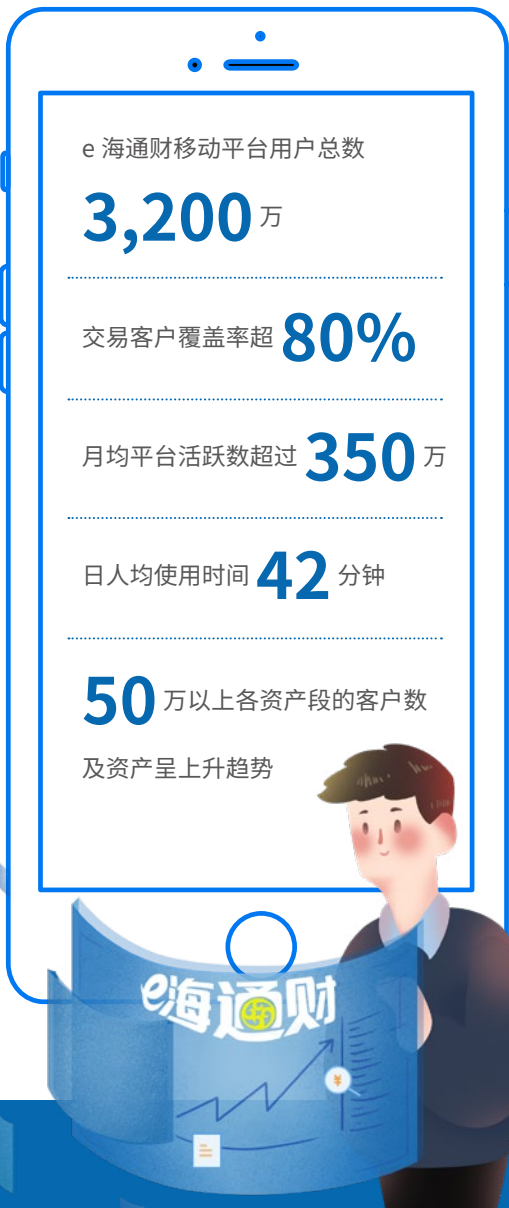 e 海通财移动平台用户总数
3,200 万
交易客户覆盖率超 80%
月均平台活跃数超过 350 万
日人均使用时间 42 分钟
50 万以上各资产段的客户数
及资产呈上升趋势
e海通财
¥